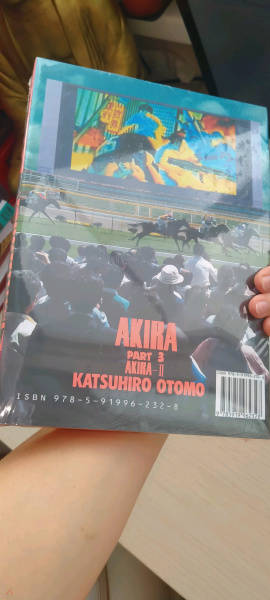 AKIRA
PART 3
AKIRA II
KATSUHIRO OTOMO
ISBN 978-5-91996-232-8